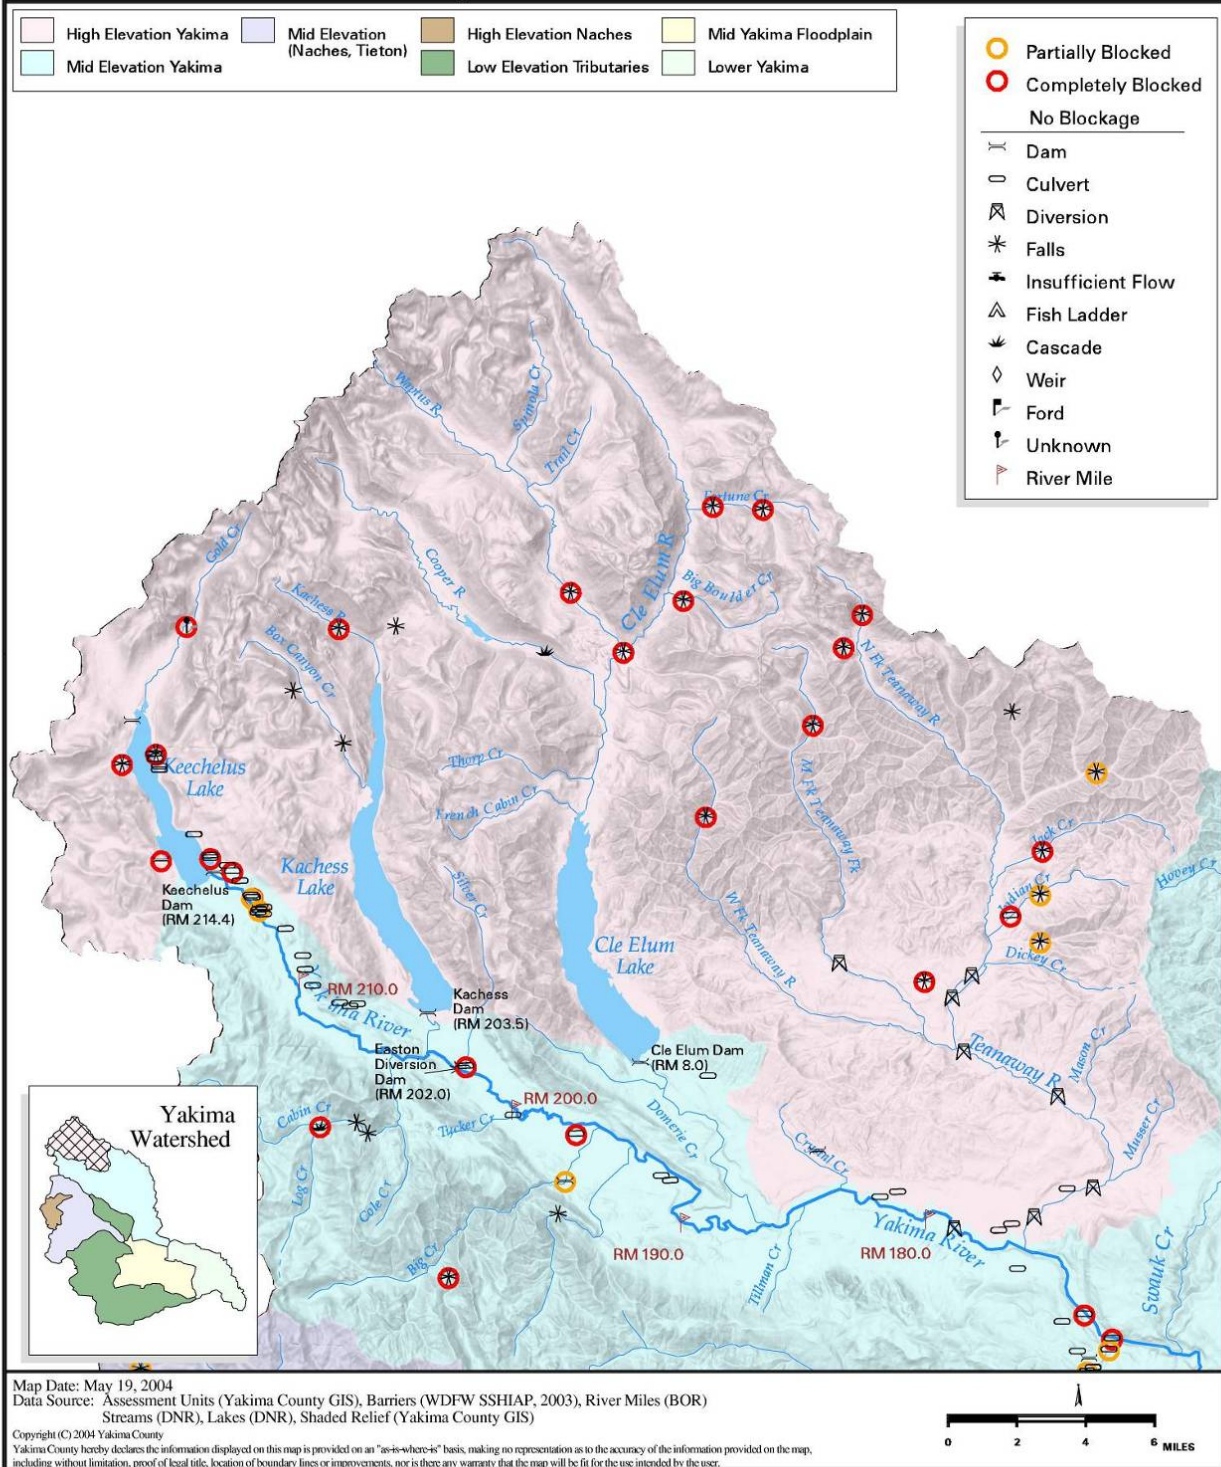 High Elevation Yakima
Mid Elevation
(Naches, Tieton)
High Elevation Naches
Mid Yakima Floodplain
Mid Elevation Yakima
Low Elevation Tributaries
Lower Yakima
Partially Blocked
Completely Blocked
No Blockage
Dam
Culvert
Diversion
Falls
Insufficient Flow
Fish Ladder
Cascade
Weir
Ford
Unknown
River Mile
Waptus R
Spinola Cr
Trail Cr
Fortune Cr
Gold Cr
Cooper R
Cle Elum R
Big Boulder Cr
Kachess R
Box Canyon Cr
N Fk Teanaway R
Keechelus
Lake
Thorp Cr
M Fk Teanaway Fk
French Cabin Cr
Jack Cr
Kachess
Lake
Hovey Cr
Keechelus
Dam
(RM 214.4)
Silver Cr
Indian Cr
W Fk Teanaway R
Cle Elum
Lake
Dickey Cr
RM 210.0
Yakima River
Kachess
Dam
(RM 203.5)
Easton
Diversion
Dam
(RM 202.0)
Cle Elum Dam
(RM 8.0)
Teanaway R
Mason Cr
RM 200.0
Yakima
Watershed
Cabin Cr
Tucker Cr
Domerie Cr
Musser Cr
Crystal Cr
Log Cr
Cole Cr
Yakima River
RM 190.0
RM 180.0
Big Cr
Tillman Cr
Swauk Cr
Map Date: May 19, 2004
Data Source: Assessment Units (Yakima County GIS), Barriers (WDFW SSHIAP, 2003), River Miles (BOR)
Streams (DNR), Lakes (DNR), Shaded Relief (Yakima County GIS)
Copyright (C) 2004 Yakima County
Yakima County hereby declares the information displayed on this map is provided on an "as-is-where-is" basis, making no representation as to the accuracy of the information provided on the map,
including without limitation, proof of legal title, location of boundary lines or improvements, nor is there any warranty that the map will be fit for the use intended by the user.
0 2 4 6 MILES